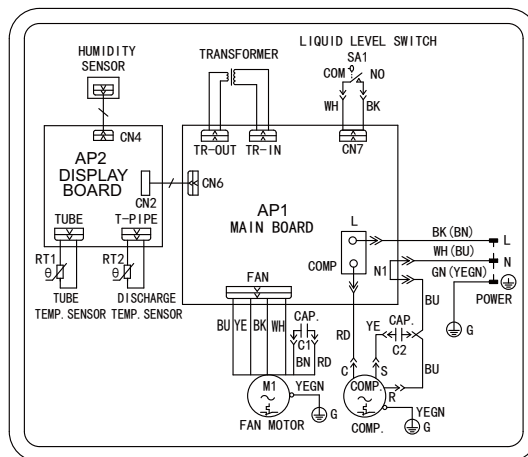 HUMIDITY
SENSOR
TRANSFORMER
LIQUID LEVEL SWITCH
SA1
COM NO
WH BK
CN4
TR-OUT TR-IN
CN7
AP2
DISPLAY
BOARD
CN2
CN6
AP1
MAIN BOARD
TUBE T-PIPE
RT1
θ
RT2
θ
TUBE
TEMP. SENSOR
DISCHARGE
TEMP. SENSOR
L
COMP
BK(BN)
L
WH(BU)
N
N1
GN(YEGN)
POWER
G
FAN
BU YE BK WH
CAP.
C1
BN RD
RD
YE CAP.
C2
BU
BU
C S
R
M1
YEGN
G
FAN MOTOR
COMP.
YEGN
G
COMP.